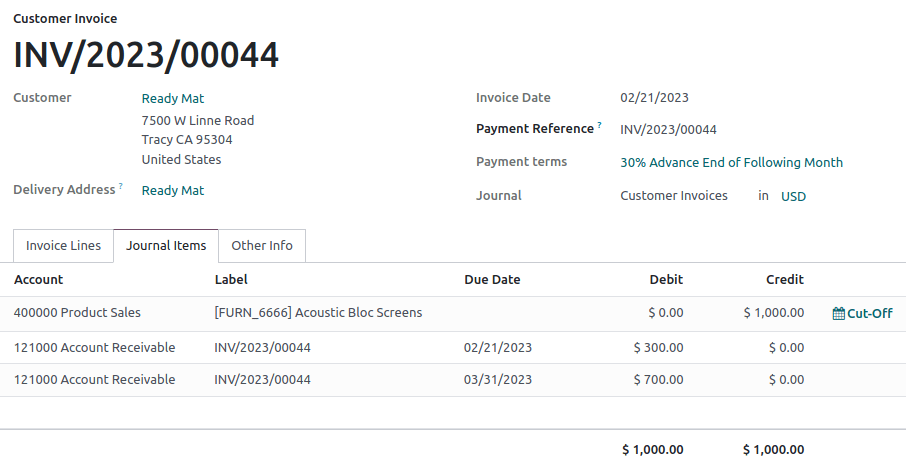 Customer Invoice
INV/2023/00044
Customer Ready Mat
7500 W Linne Road
Tracy CA 95304
United States
Delivery Address ? Ready Mat
Invoice Date 02/21/2023
Payment Reference ? INV/2023/00044
Payment terms 30% Advance End of Following Month
Journal Customer Invoices in USD
Invoice Lines Journal Items Other Info
Account Label Due Date Debit Credit
400000 Product Sales [FURN_6666] Acoustic Bloc Screens $ 0.00 $ 1,000.00 Cut-Off
121000 Account Receivable INV/2023/00044 02/21/2023 $ 300.00 $ 0.00
121000 Account Receivable INV/2023/00044 03/31/2023 $ 700.00 $ 0.00
$ 1,000.00 $ 1,000.00